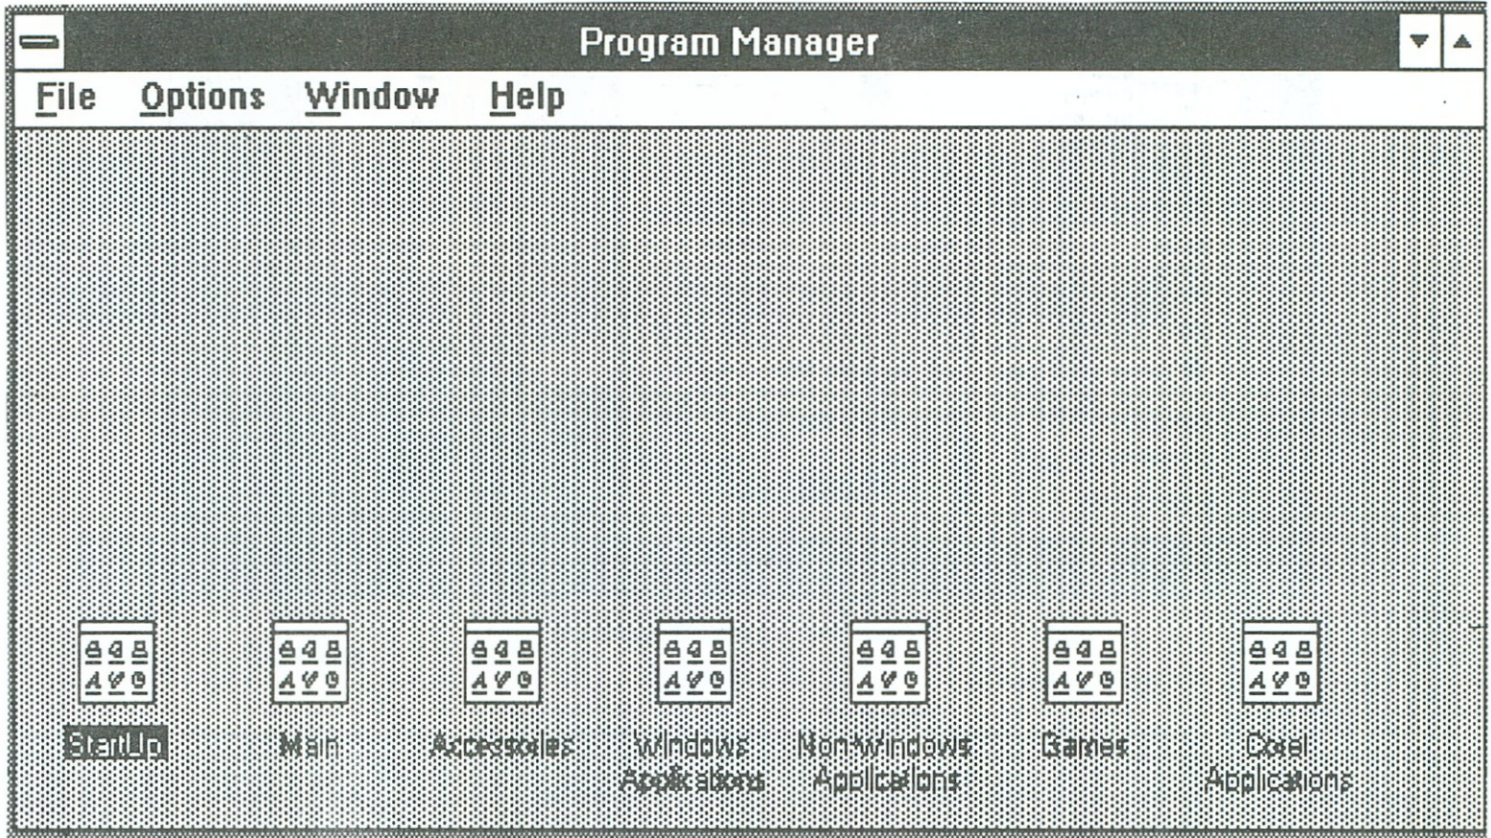 Program Manager
File Options Window Help
StartUp Main Accessories Windows Non-Windows Games Corel
Applications Applications Applications